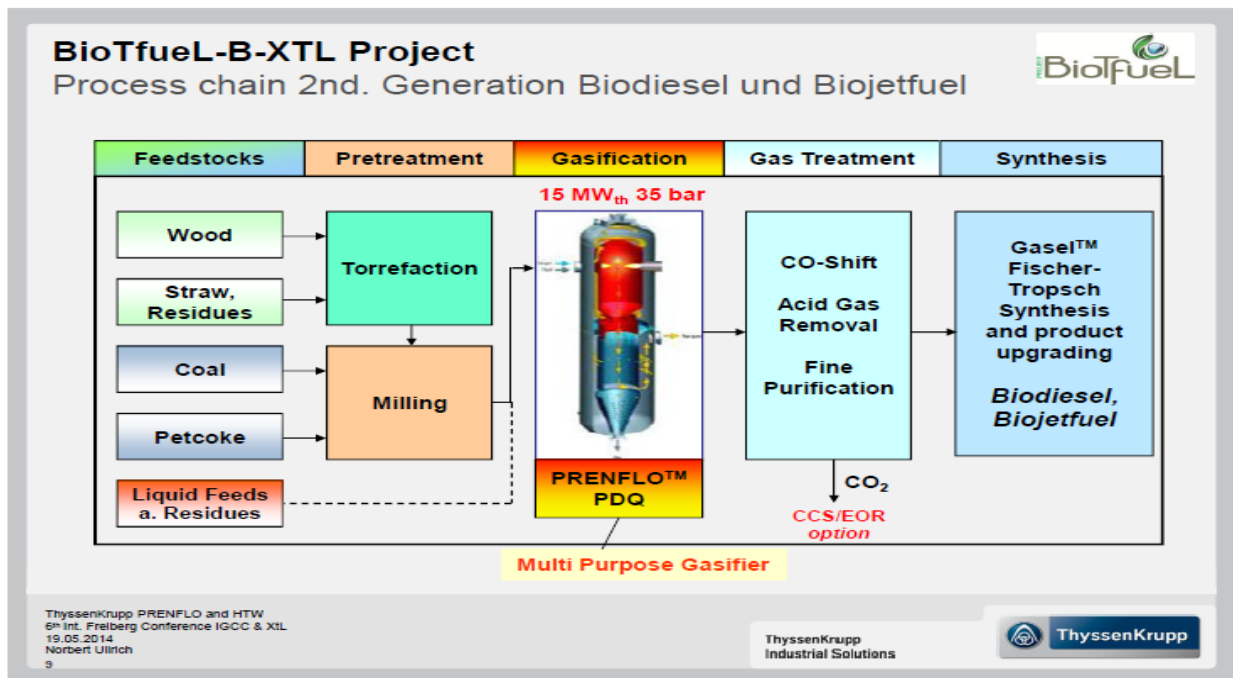 BioTfueL-B-XTL Project
Process chain 2nd. Generation Biodiesel und Biojetfuel
PROJET BioTfueL
Feedstocks
Pretreatment
Gasification
Gas Treatment
Synthesis
15 MWth 35 bar
Wood
Straw,
Residues
Coal
Petcoke
Liquid Feeds
a. Residues
Torrefaction
Milling
PRENFLO™
PDQ
Multi Purpose Gasifier
CO-Shift
Acid Gas
Removal
Fine
Purification
CO₂
CCS/EOR
option
Gasel™
Fischer-
Tropsch
Synthesis
and product
upgrading
Biodiesel,
Biojetfuel
ThyssenKrupp PRENFLO and HTW
6th Int. Freiberg Conference IGCC & XtL
19.05.2014
Norbert Ullrich
9
ThyssenKrupp
Industrial Solutions
ThyssenKrupp